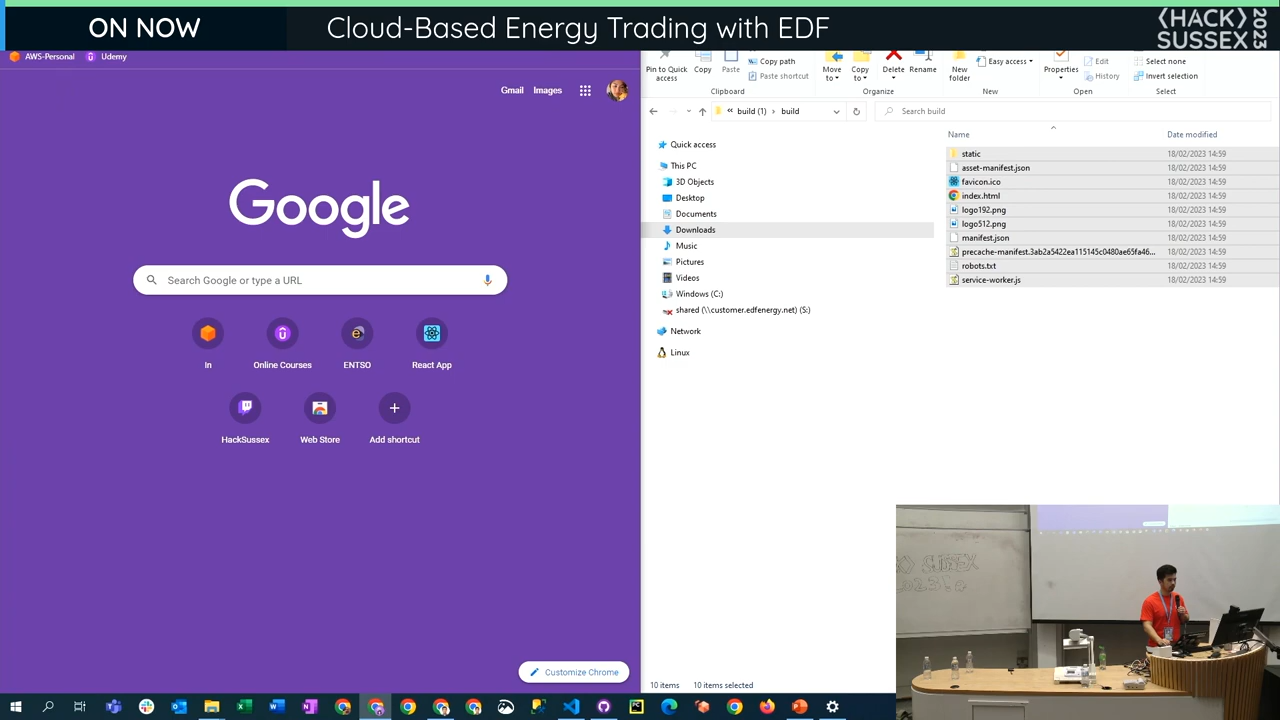 ON NOW
Cloud-Based Energy Trading with EDF
⟨HACK⟩
SUSSEX
2023
AWS-Personal
Udemy
Gmail
Images
Google
Search Google or type a URL
In
Online Courses
ENTSO
React App
HackSussex
Web Store
Add shortcut
Customize Chrome
Pin to Quick
access
Copy
Paste
Copy path
Paste shortcut
Clipboard
Move
to
Copy
to
Delete
Rename
Organize
New
folder
Easy access
New
Properties
Edit
History
Open
Select none
Invert selection
Select
« build (1) › build
Search build
Name
Date modified
Quick access
This PC
3D Objects
Desktop
Documents
Downloads
Music
Pictures
Videos
Windows (C:)
shared (\\customer.edfenergy.net) (S:)
Network
Linux
static 18/02/2023 14:59
asset-manifest.json 18/02/2023 14:59
favicon.ico 18/02/2023 14:59
index.html 18/02/2023 14:59
logo192.png 18/02/2023 14:59
logo512.png 18/02/2023 14:59
manifest.json 18/02/2023 14:59
precache-manifest.3ab2a5422ea115145c0480ae65fa46... 18/02/2023 14:59
robots.txt 18/02/2023 14:59
service-worker.js 18/02/2023 14:59
10 items
10 items selected
SUSSEX